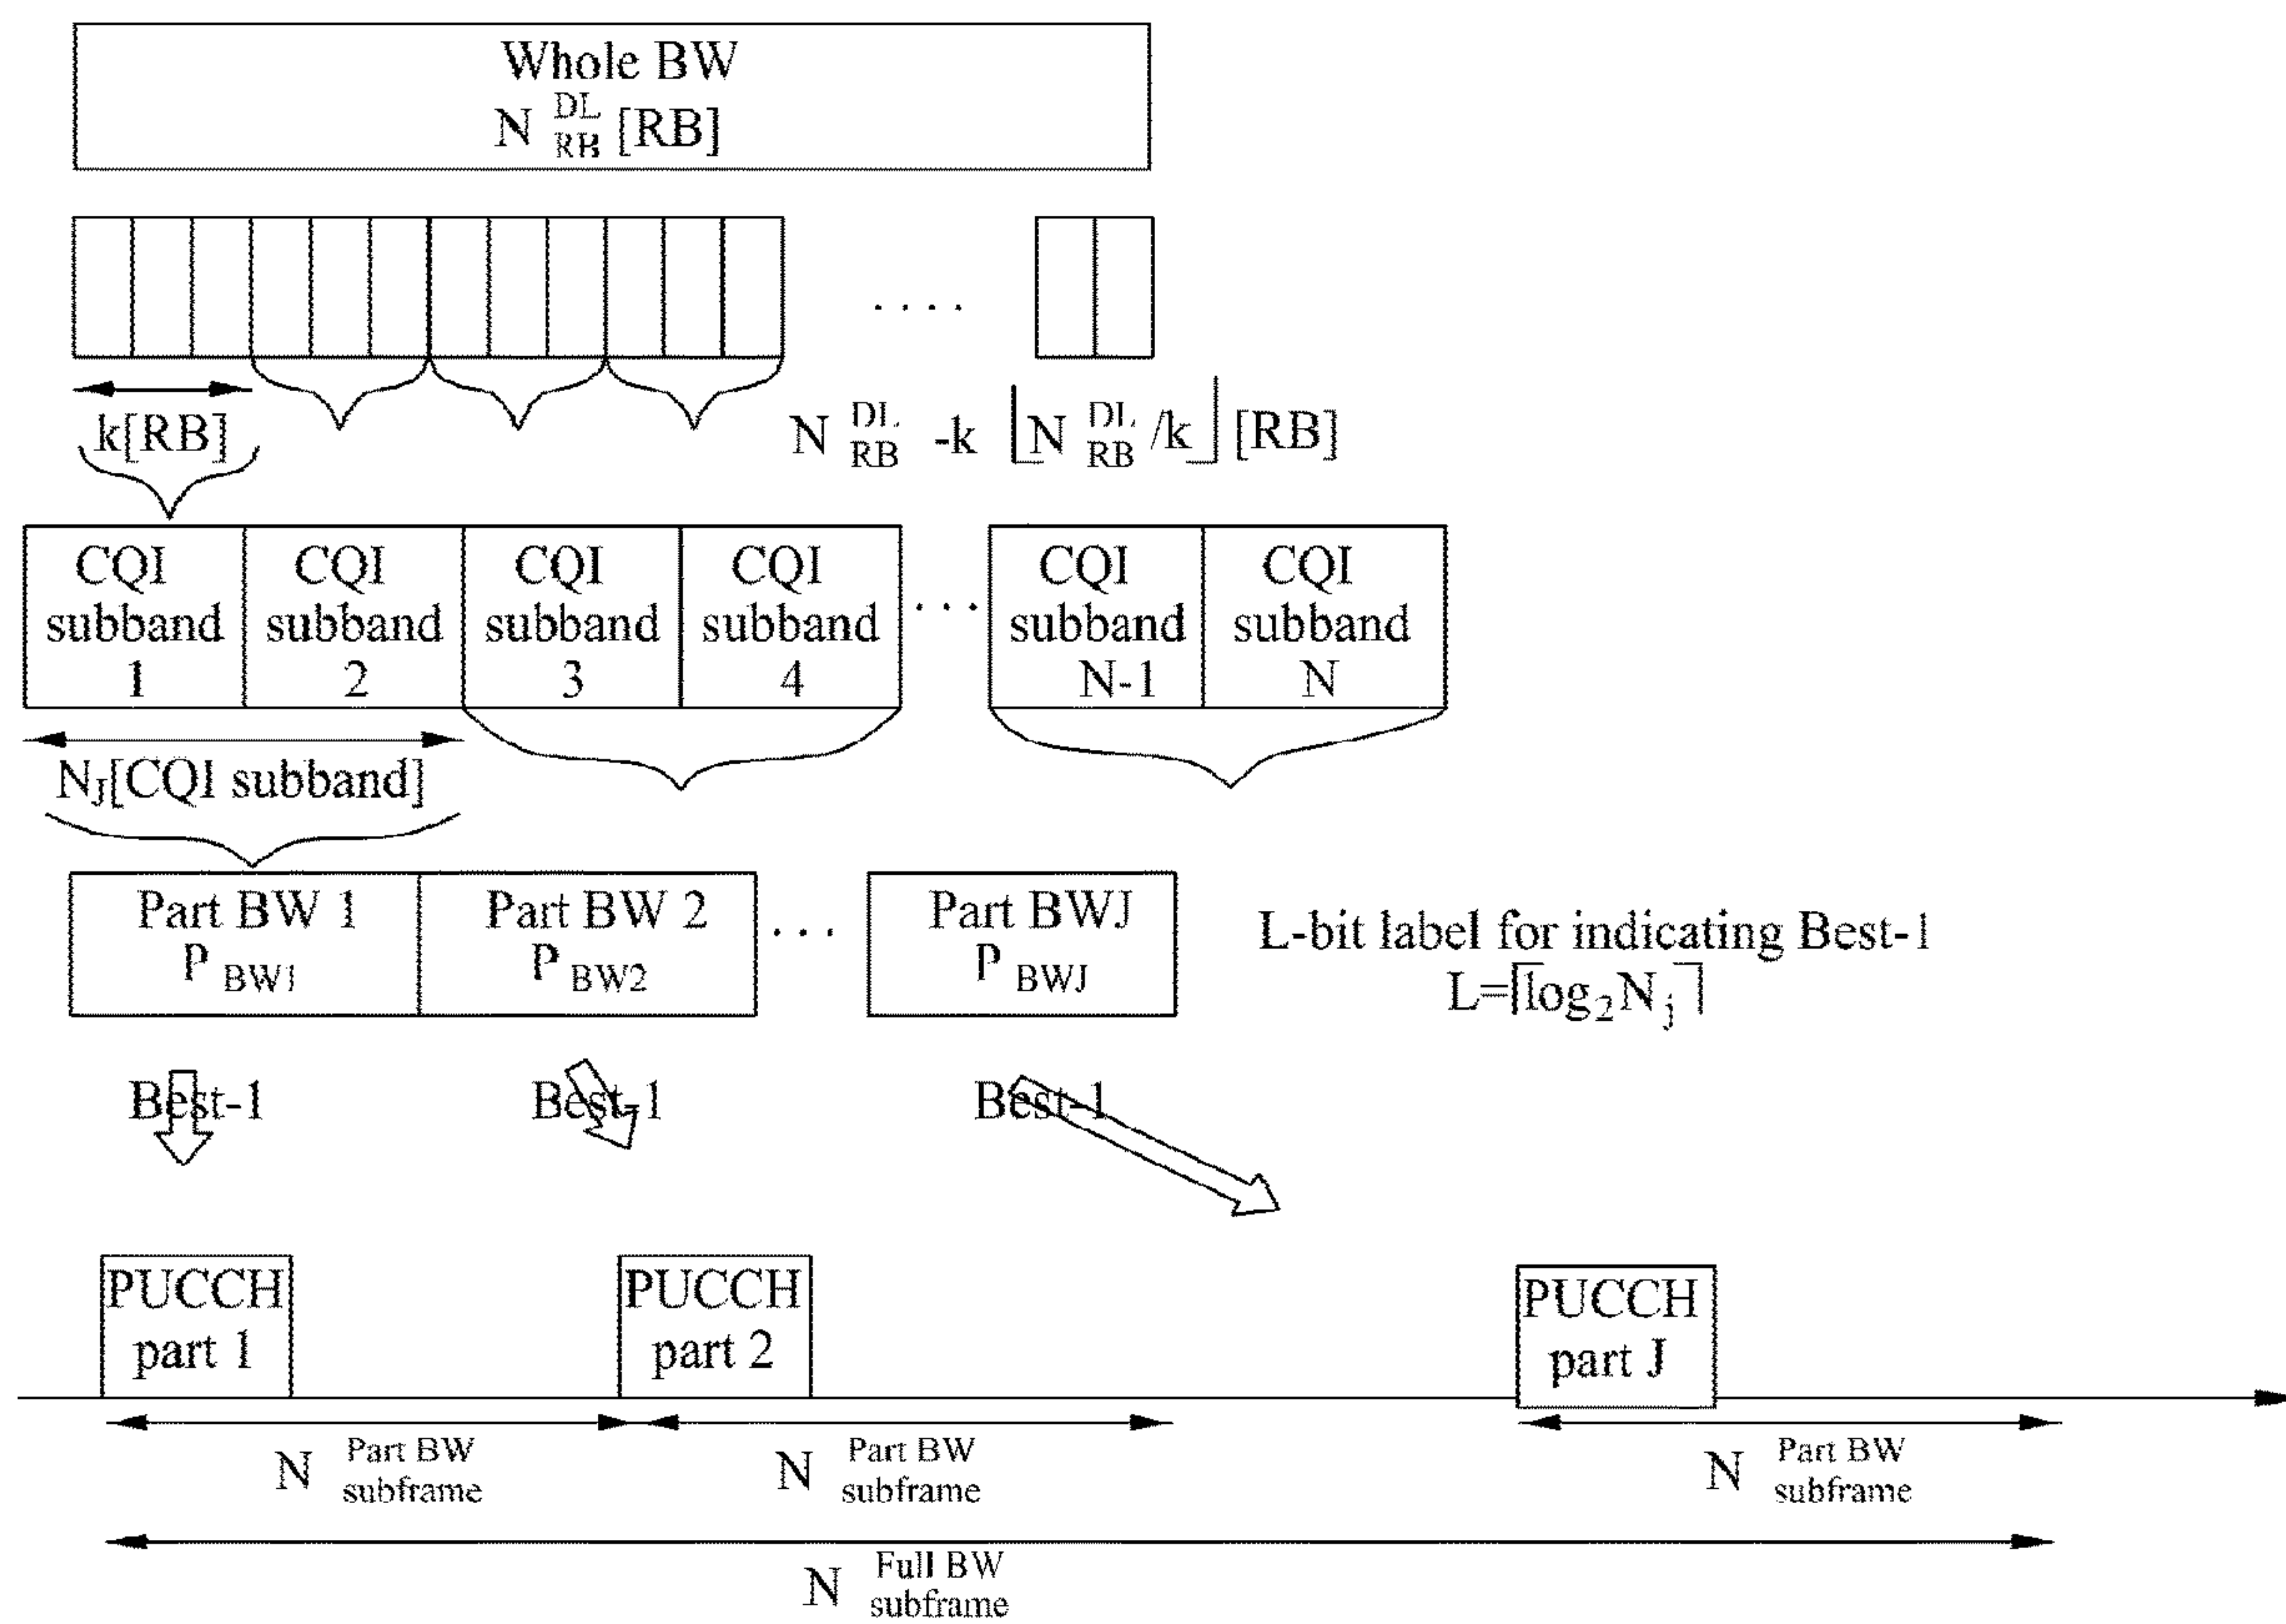 Whole BW
N DL RB [RB]
. . . .
k[RB]
N DL RB -k ⌊N DL RB /k⌋ [RB]
CQI subband 1
CQI subband 2
CQI subband 3
CQI subband 4
. . .
CQI subband N-1
CQI subband N
NJ[CQI subband]
Part BW 1 P BW1
Part BW 2 P BW2
. . .
Part BWJ P BWJ
L-bit label for indicating Best-1
L=⌈log2Nj⌉
Best-1
Best-1
Best-1
PUCCH part 1
PUCCH part 2
PUCCH part J
N Part BW subframe
N Part BW subframe
N Part BW subframe
N Full BW subframe